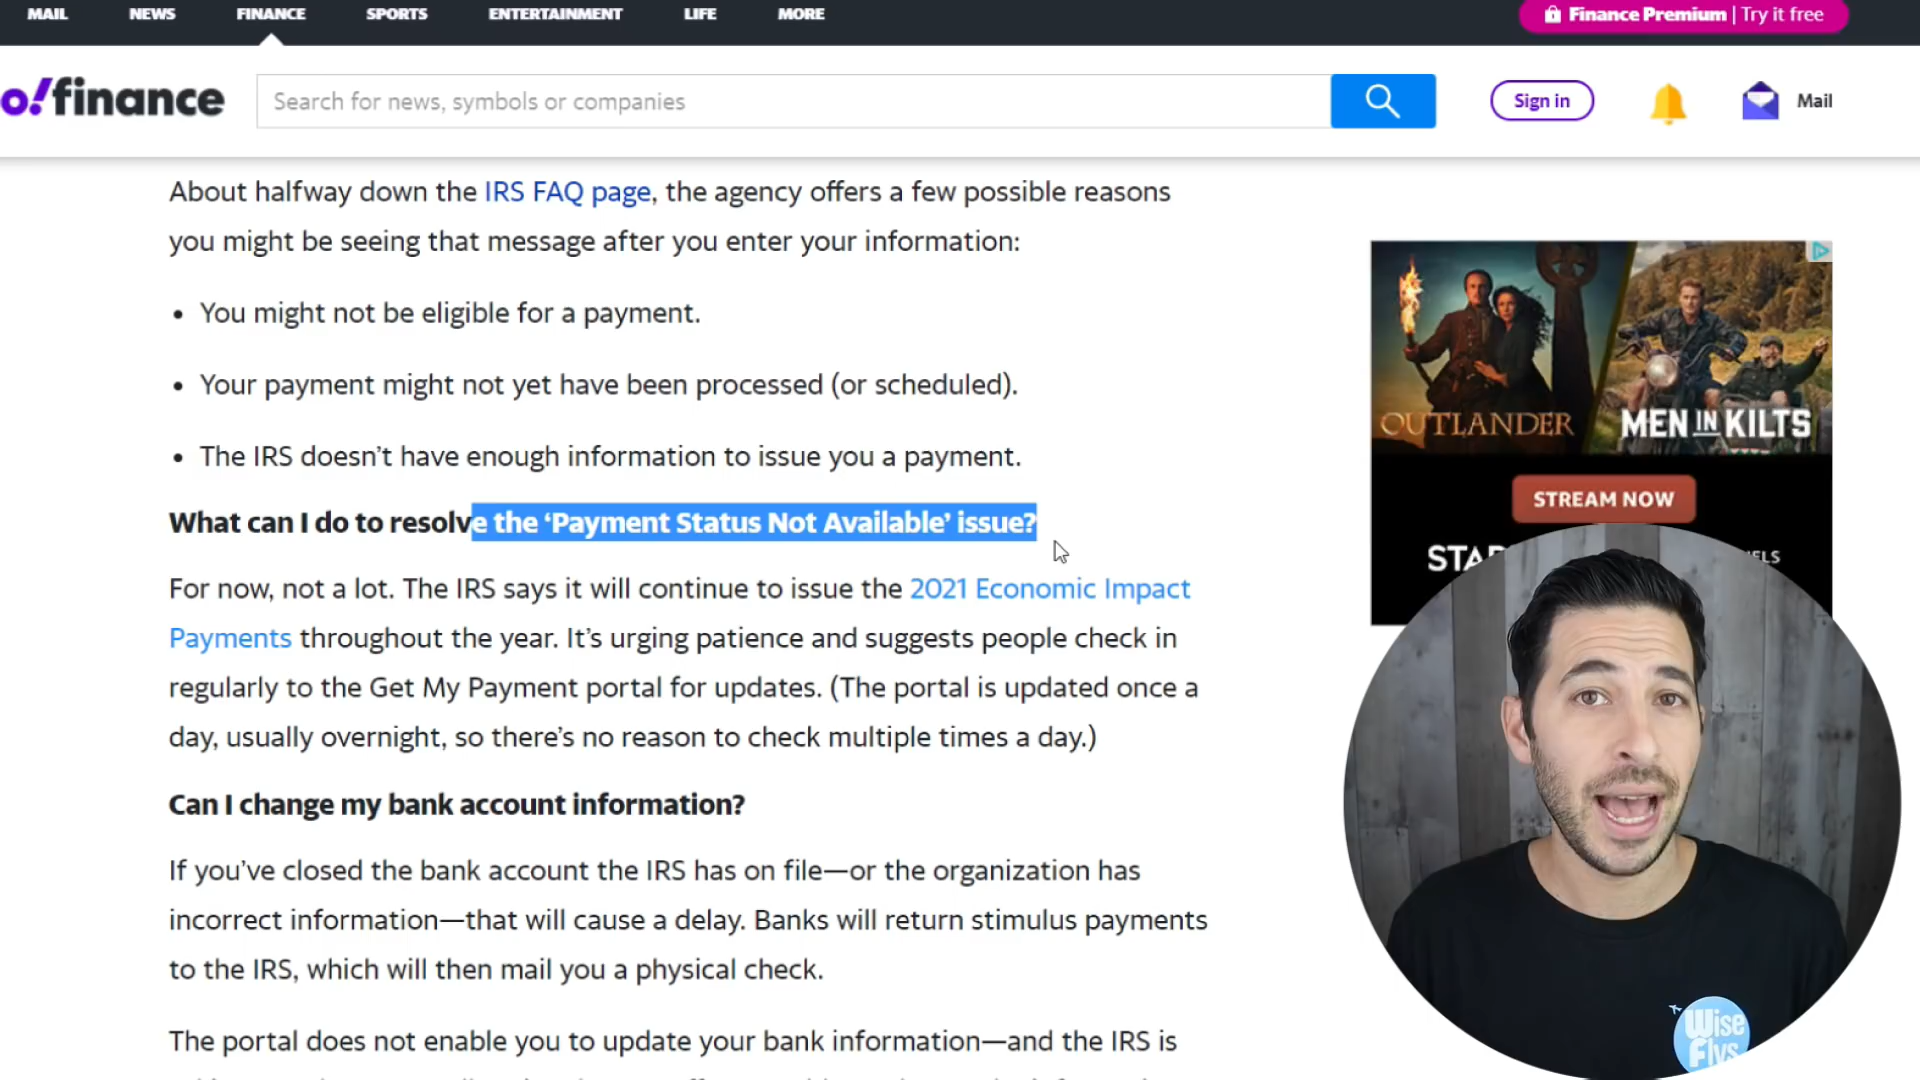 MAIL NEWS FINANCE SPORTS ENTERTAINMENT LIFE MORE Finance Premium | Try it free
o!finance Search for news, symbols or companies Sign in Mail
About halfway down the IRS FAQ page, the agency offers a few possible reasons
you might be seeing that message after you enter your information:
• You might not be eligible for a payment.
• Your payment might not yet have been processed (or scheduled).
• The IRS doesn’t have enough information to issue you a payment.
What can I do to resolve the ‘Payment Status Not Available’ issue?
For now, not a lot. The IRS says it will continue to issue the 2021 Economic Impact
Payments throughout the year. It’s urging patience and suggests people check in
regularly to the Get My Payment portal for updates. (The portal is updated once a
day, usually overnight, so there’s no reason to check multiple times a day.)
Can I change my bank account information?
If you’ve closed the bank account the IRS has on file—or the organization has
incorrect information—that will cause a delay. Banks will return stimulus payments
to the IRS, which will then mail you a physical check.
The portal does not enable you to update your bank information—and the IRS is
OUTLANDER MEN IN KILTS
STREAM NOW
Wise
Flys